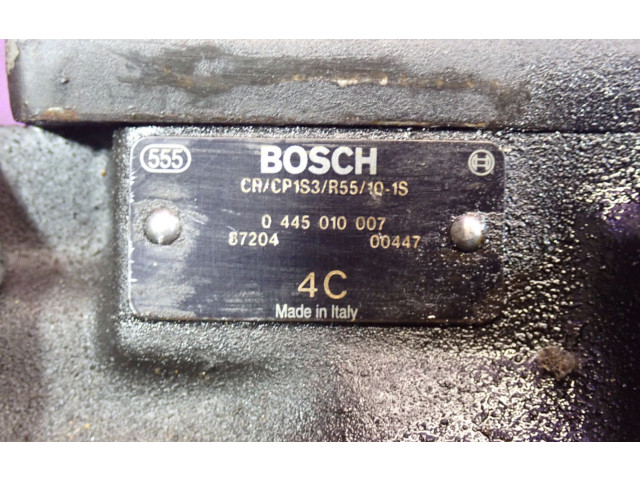 555 BOSCH
CR/CP1S3/R55/10-1S
0 445 010 007
87204 00447
4C
Made in Italy